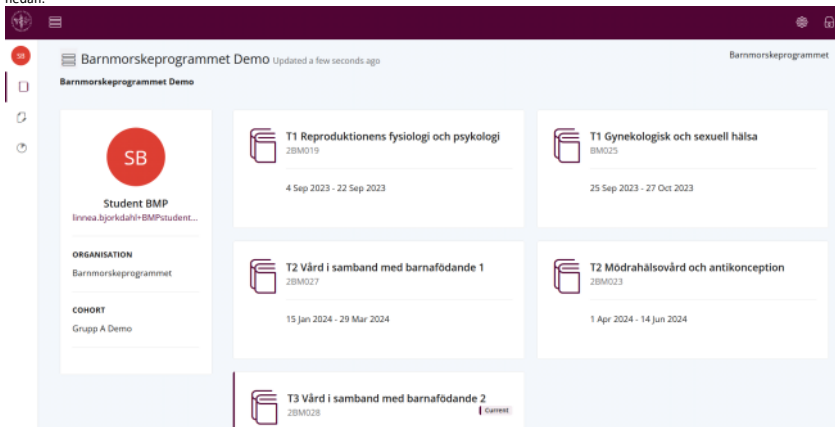 nedan.
SB
Barnmorskeprogrammet Demo Updated a few seconds ago
Barnmorskeprogrammet
Barnmorskeprogrammet Demo
SB
Student BMP
linnea.bjorkdahl+BMPstudent...
ORGANISATION
Barnmorskeprogrammet
COHORT
Grupp A Demo
T1 Reproduktionens fysiologi och psykologi
2BM019
4 Sep 2023 - 22 Sep 2023
T1 Gynekologisk och sexuell hälsa
BM025
25 Sep 2023 - 27 Oct 2023
T2 Vård i samband med barnafödande 1
2BM027
15 Jan 2024 - 29 Mar 2024
T2 Mödrahälsovård och antikonception
2BM023
1 Apr 2024 - 14 Jun 2024
T3 Vård i samband med barnafödande 2
2BM028
Current